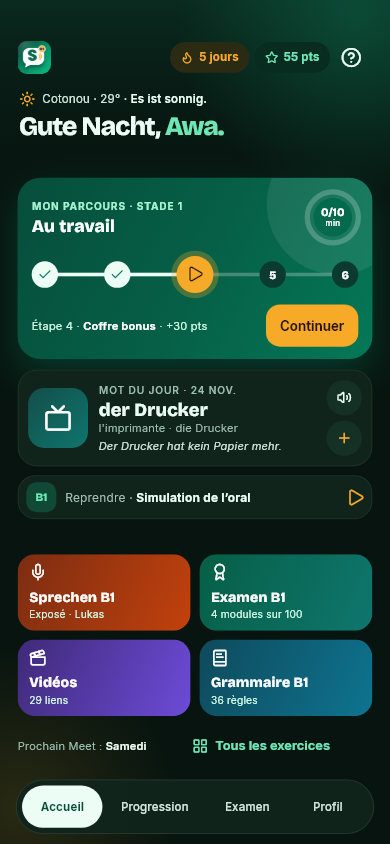 S
5 jours
55 pts
Cotonou · 29° · Es ist sonnig.
Gute Nacht, Awa.
MON PARCOURS · STADE 1
Au travail
0/10
min
5
6
Étape 4 · Coffre bonus · +30 pts
Continuer
MOT DU JOUR · 24 NOV.
der Drucker
l'imprimante · die Drucker
Der Drucker hat kein Papier mehr.
B1
Reprendre · Simulation de l'oral
Sprechen B1
Exposé · Lukas
Examen B1
4 modules sur 100
Vidéos
29 liens
Grammaire B1
36 règles
Prochain Meet : Samedi
Tous les exercices
Accueil
Progression
Examen
Profil